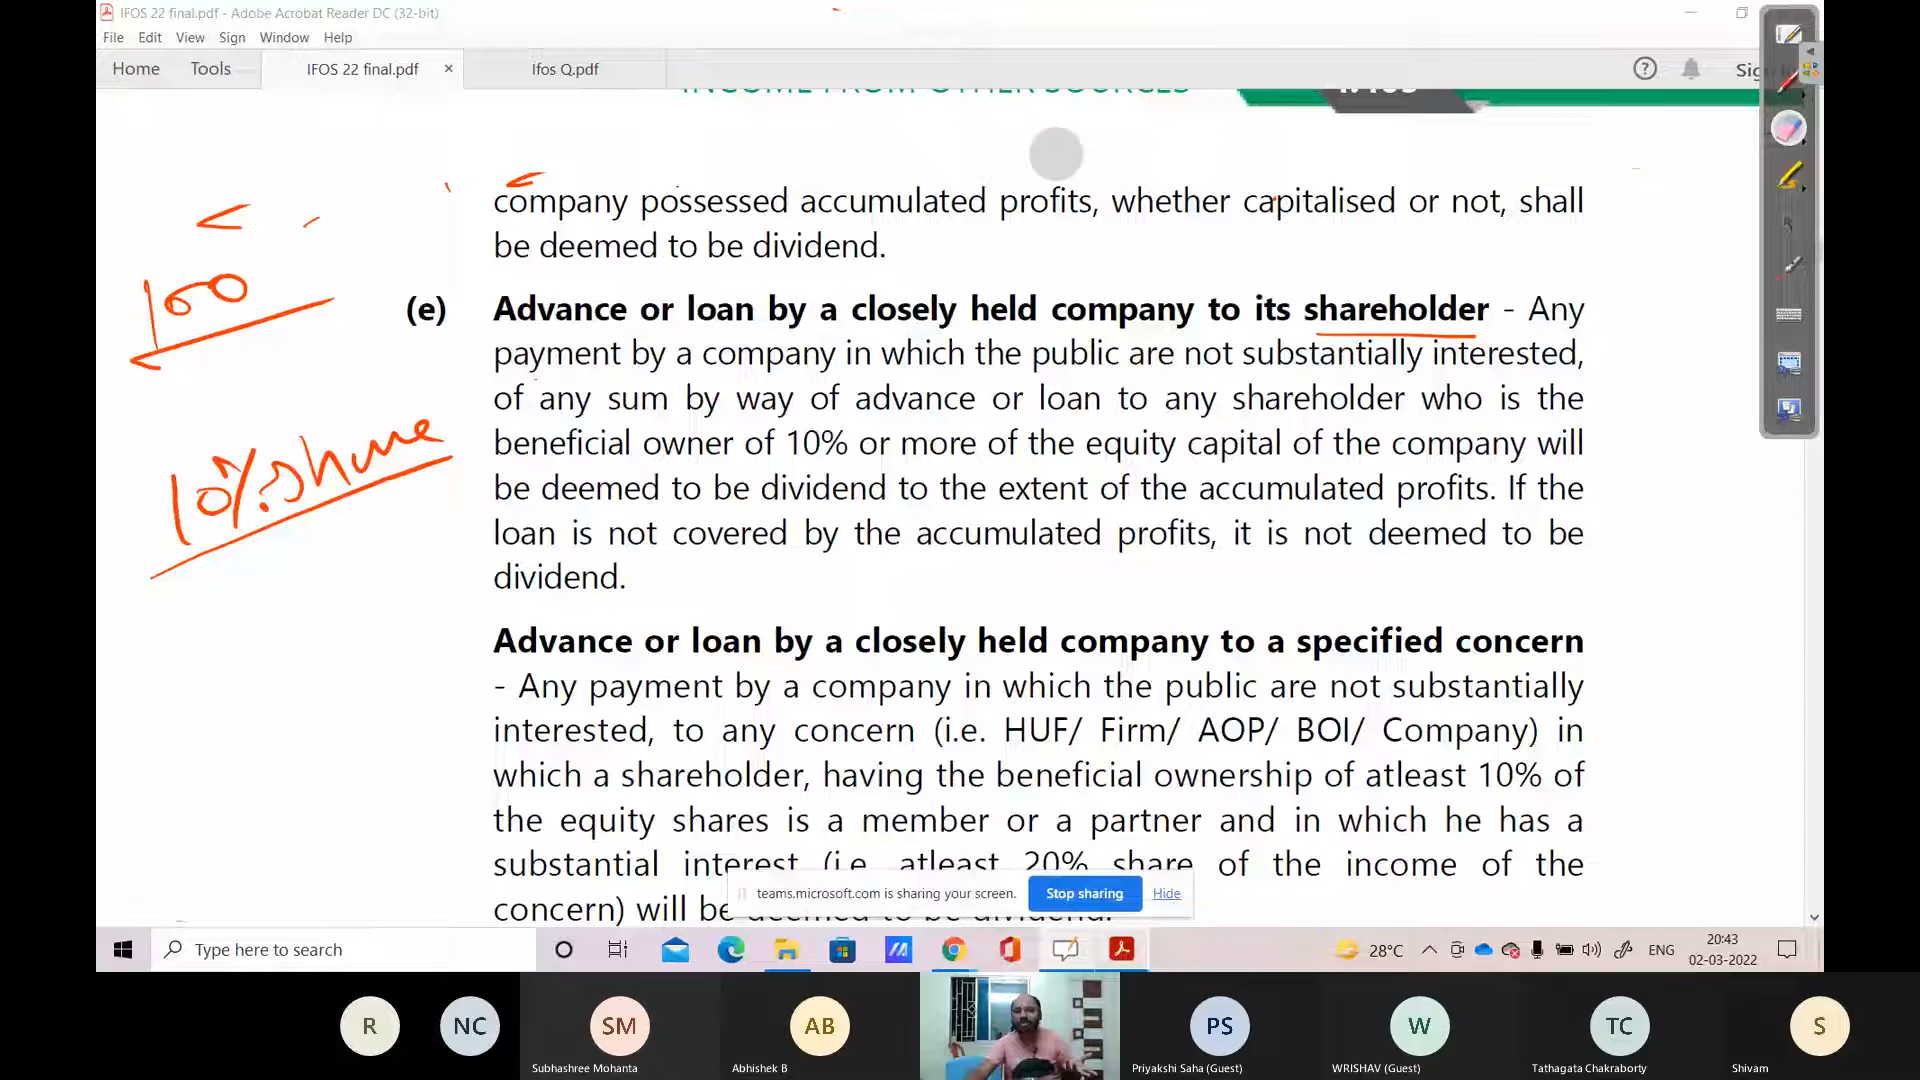 IFOS 22 final.pdf - Adobe Acrobat Reader DC (32-bit)
File Edit View Sign Window Help
Home Tools IFOS 22 final.pdf × Ifos Q.pdf
INCOME FROM OTHER SOURCES
company possessed accumulated profits, whether capitalised or not, shall
be deemed to be dividend.
100
(e) Advance or loan by a closely held company to its shareholder - Any
payment by a company in which the public are not substantially interested,
of any sum by way of advance or loan to any shareholder who is the
beneficial owner of 10% or more of the equity capital of the company will
be deemed to be dividend to the extent of the accumulated profits. If the
loan is not covered by the accumulated profits, it is not deemed to be
dividend.
10% share
Advance or loan by a closely held company to a specified concern
- Any payment by a company in which the public are not substantially
interested, to any concern (i.e. HUF/ Firm/ AOP/ BOI/ Company) in
which a shareholder, having the beneficial ownership of atleast 10% of
the equity shares is a member or a partner and in which he has a
substantial interest (i.e. atleast 20% share of the income of the
concern) will be deemed to be dividend.
teams.microsoft.com is sharing your screen. Stop sharing Hide
Type here to search
28°C ENG 20:43
02-03-2022
R NC SM AB PS W TC S
Subhashree Mohanta Abhishek B Priyakshi Saha (Guest) WRISHAV (Guest) Tathagata Chakraborty Shivam